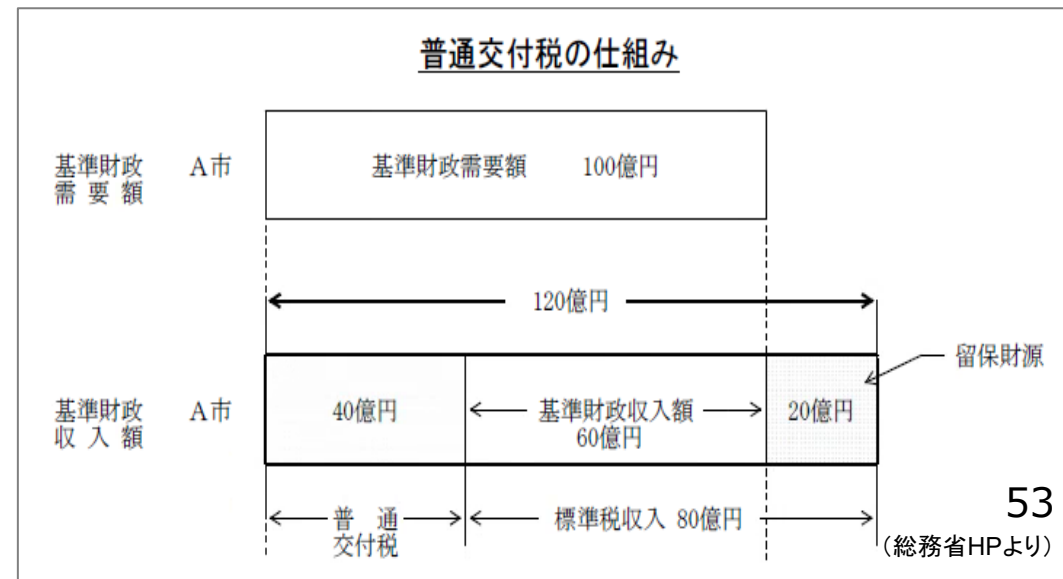 普通交付税の仕組み
基準財政 A市 基準財政需要額 100億円
需要額
120億円
留保財源
基準財政 A市 40億円 基準財政収入額 20億円
収入額 60億円
普通 標準税収入 80億円
交付税
53
(総務省HPより)